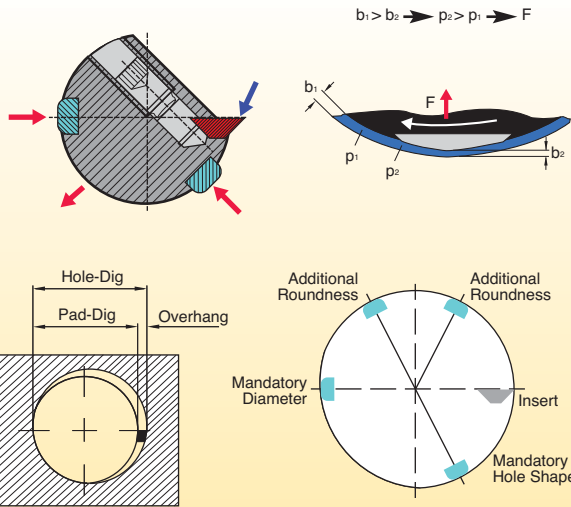 b₁ > b₂ → p₂ > p₁ → F
b₁
F
p₁
p₂
b₂
Hole-Dig
Pad-Dig
Overhang
Additional
Roundness
Additional
Roundness
Mandatory
Diameter
Insert
Mandatory
Hole Shape